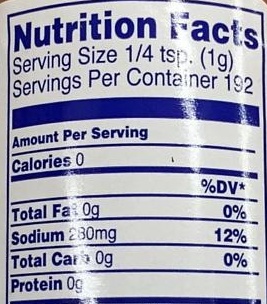 Nutrition Facts
Serving Size 1/4 tsp. (1g)
Servings Per Container 192
Amount Per Serving
Calories 0
%DV*
Total Fat 0g 0%
Sodium 280mg 12%
Total Carb 0g 0%
Protein 0g